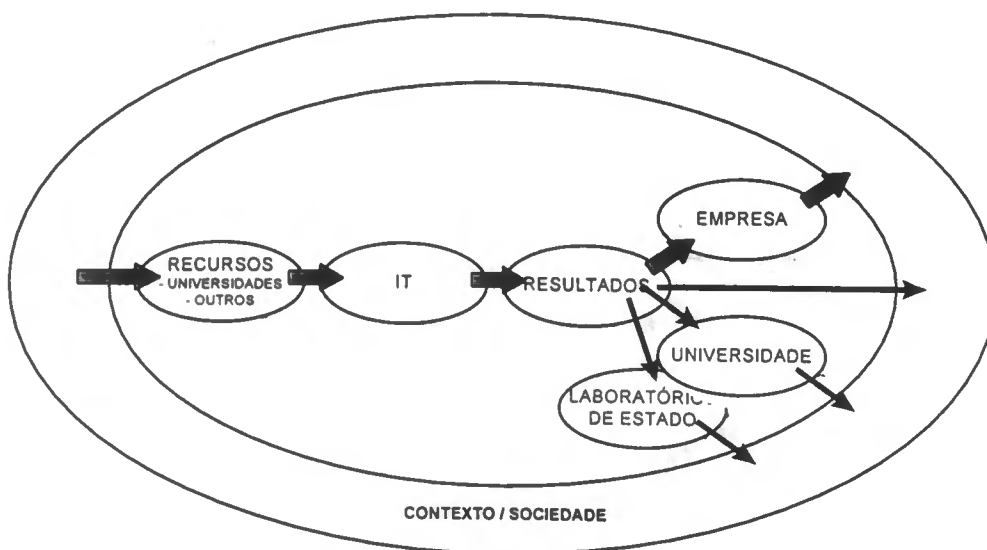 EMPRESA
RECURSOS
- UNIVERSIDADES
- OUTROS
IT
RESULTADOS
UNIVERSIDADE
DE ESTADO
CONTEXTO / SOCIEDADE